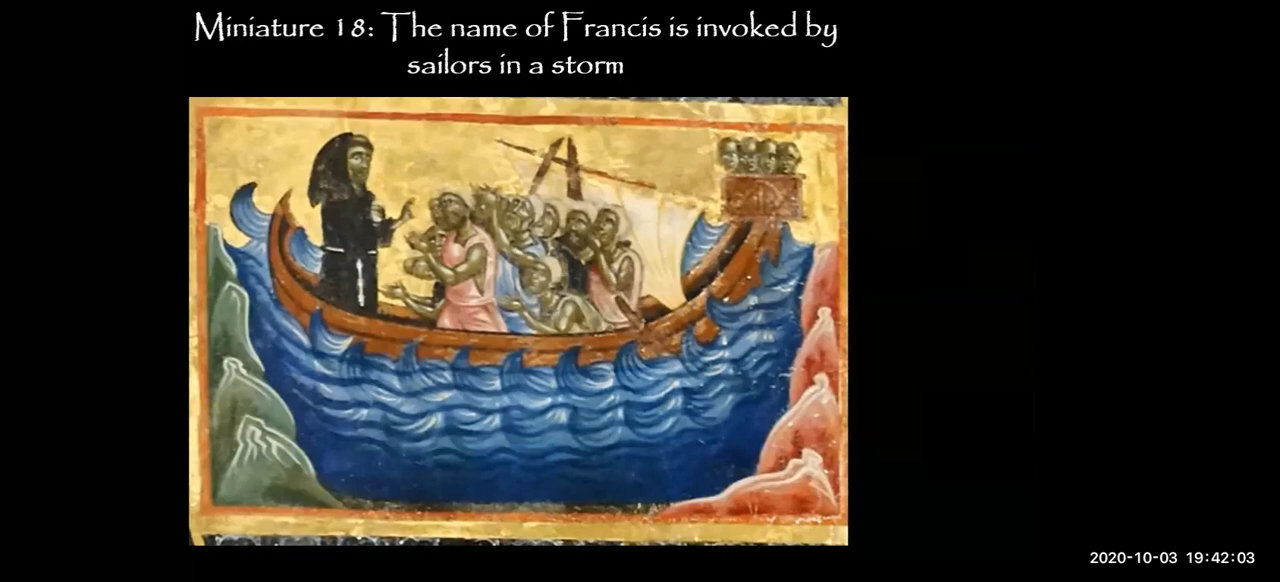 Miniature 18: The name of Francis is invoked by
sailors in a storm
2020-10-03 19:42:03